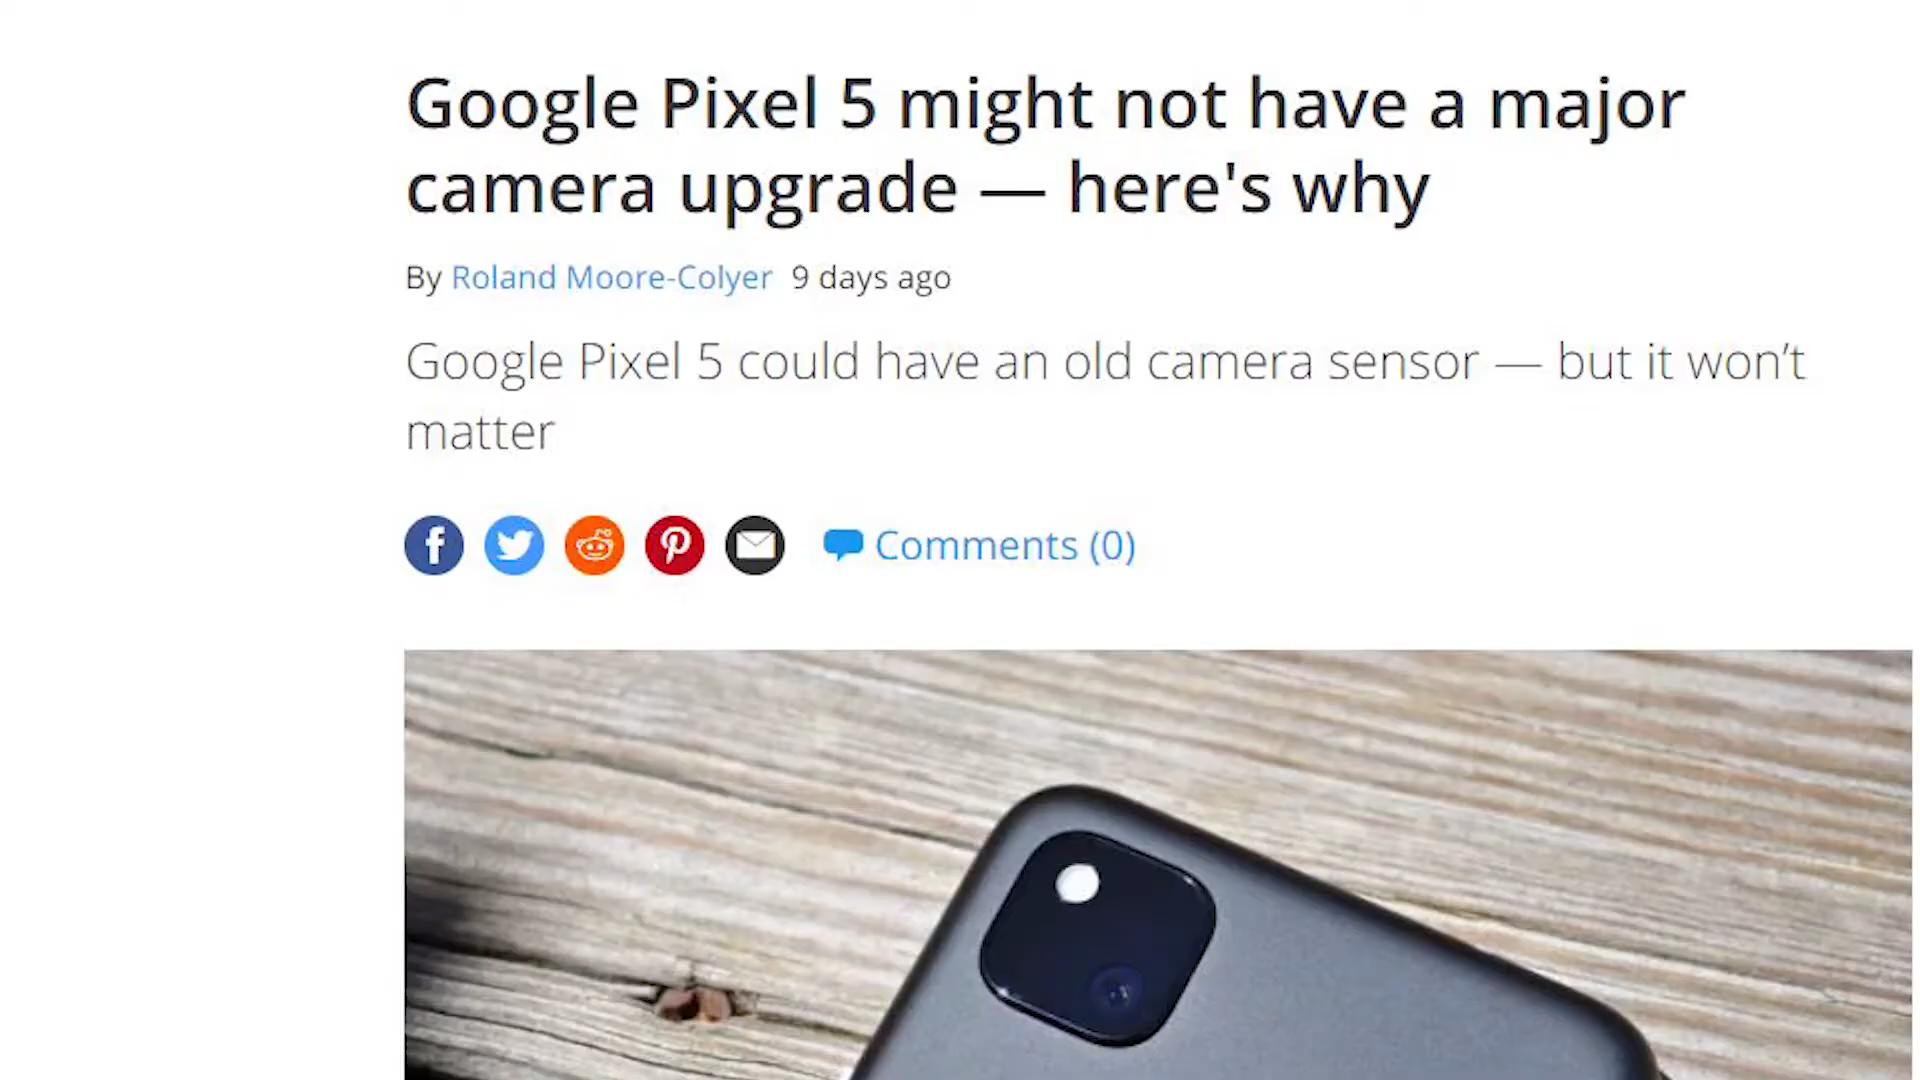 Google Pixel 5 might not have a major
camera upgrade — here's why
By Roland Moore-Colyer 9 days ago
Google Pixel 5 could have an old camera sensor — but it won’t
matter
Comments (0)